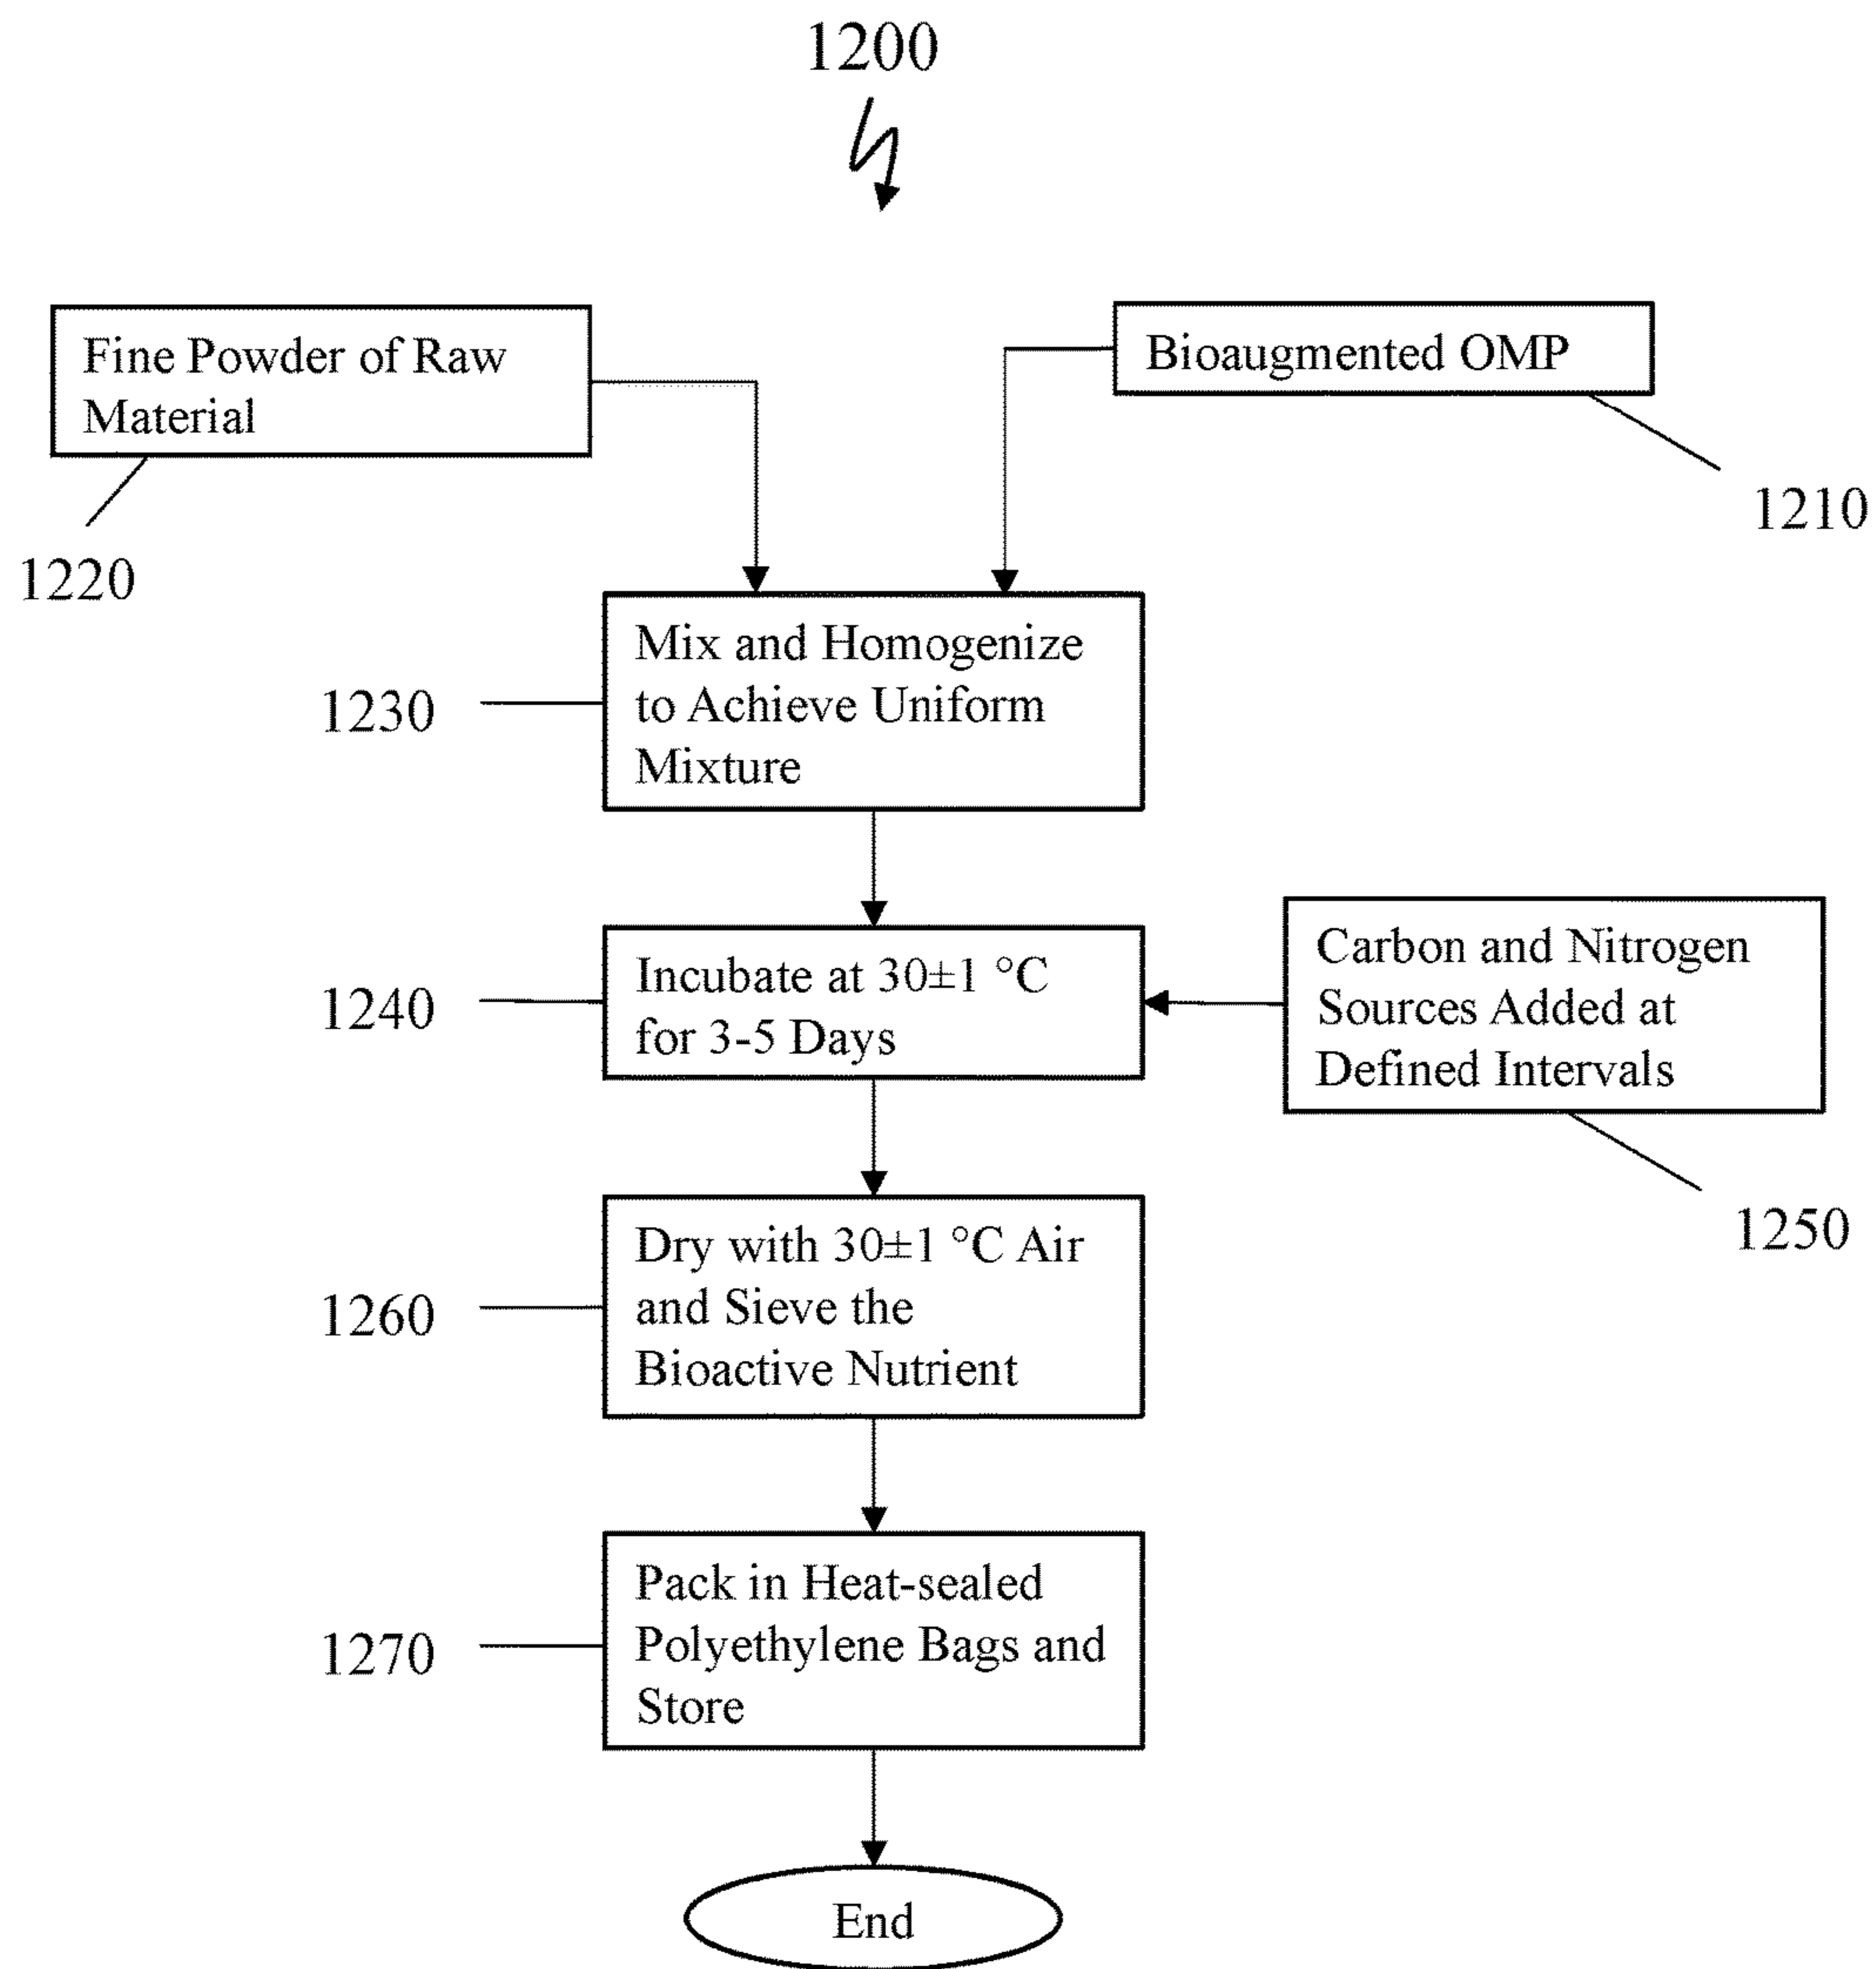 1200
Fine Powder of Raw
Material
Bioaugmented OMP
1210
1220
Mix and Homogenize
to Achieve Uniform
Mixture
1230
Incubate at 30±1 °C
for 3-5 Days
1240
Carbon and Nitrogen
Sources Added at
Defined Intervals
1250
Dry with 30±1 °C Air
and Sieve the
Bioactive Nutrient
1260
Pack in Heat-sealed
Polyethylene Bags and
Store
1270
End